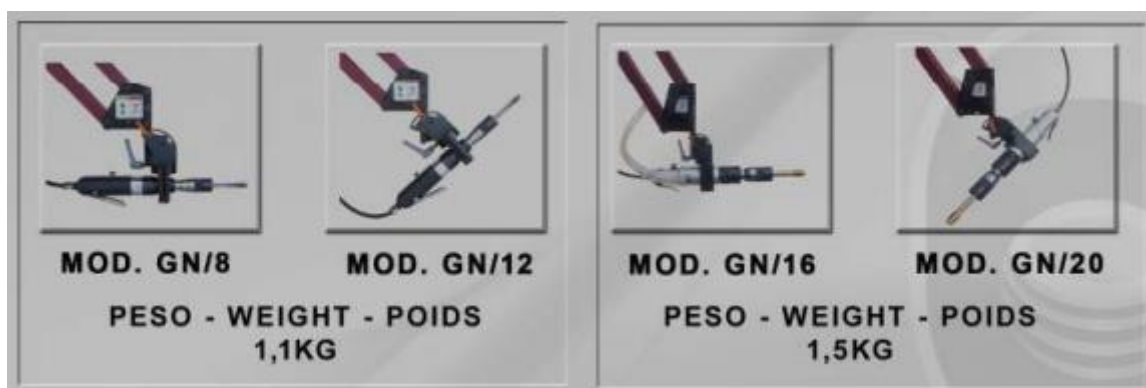 MOD. GN/8
MOD. GN/12
PESO - WEIGHT - POIDS
1,1KG
MOD. GN/16
MOD. GN/20
PESO - WEIGHT - POIDS
1,5KG